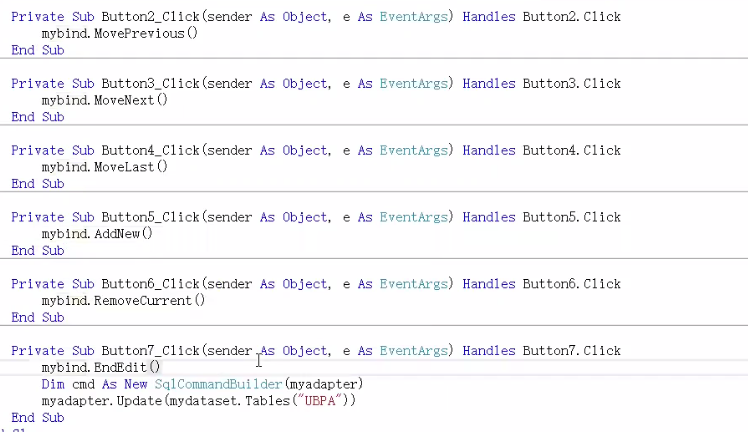 Private Sub Button2_Click(sender As Object, e As EventArgs) Handles Button2.Click
mybind.MovePrevious()
End Sub
Private Sub Button3_Click(sender As Object, e As EventArgs) Handles Button3.Click
mybind.MoveNext()
End Sub
Private Sub Button4_Click(sender As Object, e As EventArgs) Handles Button4.Click
mybind.MoveLast()
End Sub
Private Sub Button5_Click(sender As Object, e As EventArgs) Handles Button5.Click
mybind.AddNew()
End Sub
Private Sub Button6_Click(sender As Object, e As EventArgs) Handles Button6.Click
mybind.RemoveCurrent()
End Sub
Private Sub Button7_Click(sender As Object, e As EventArgs) Handles Button7.Click
mybind.EndEdit()
Dim cmd As New SqlCommandBuilder(myadapter)
myadapter.Update(mydataset.Tables("UBPA"))
End Sub